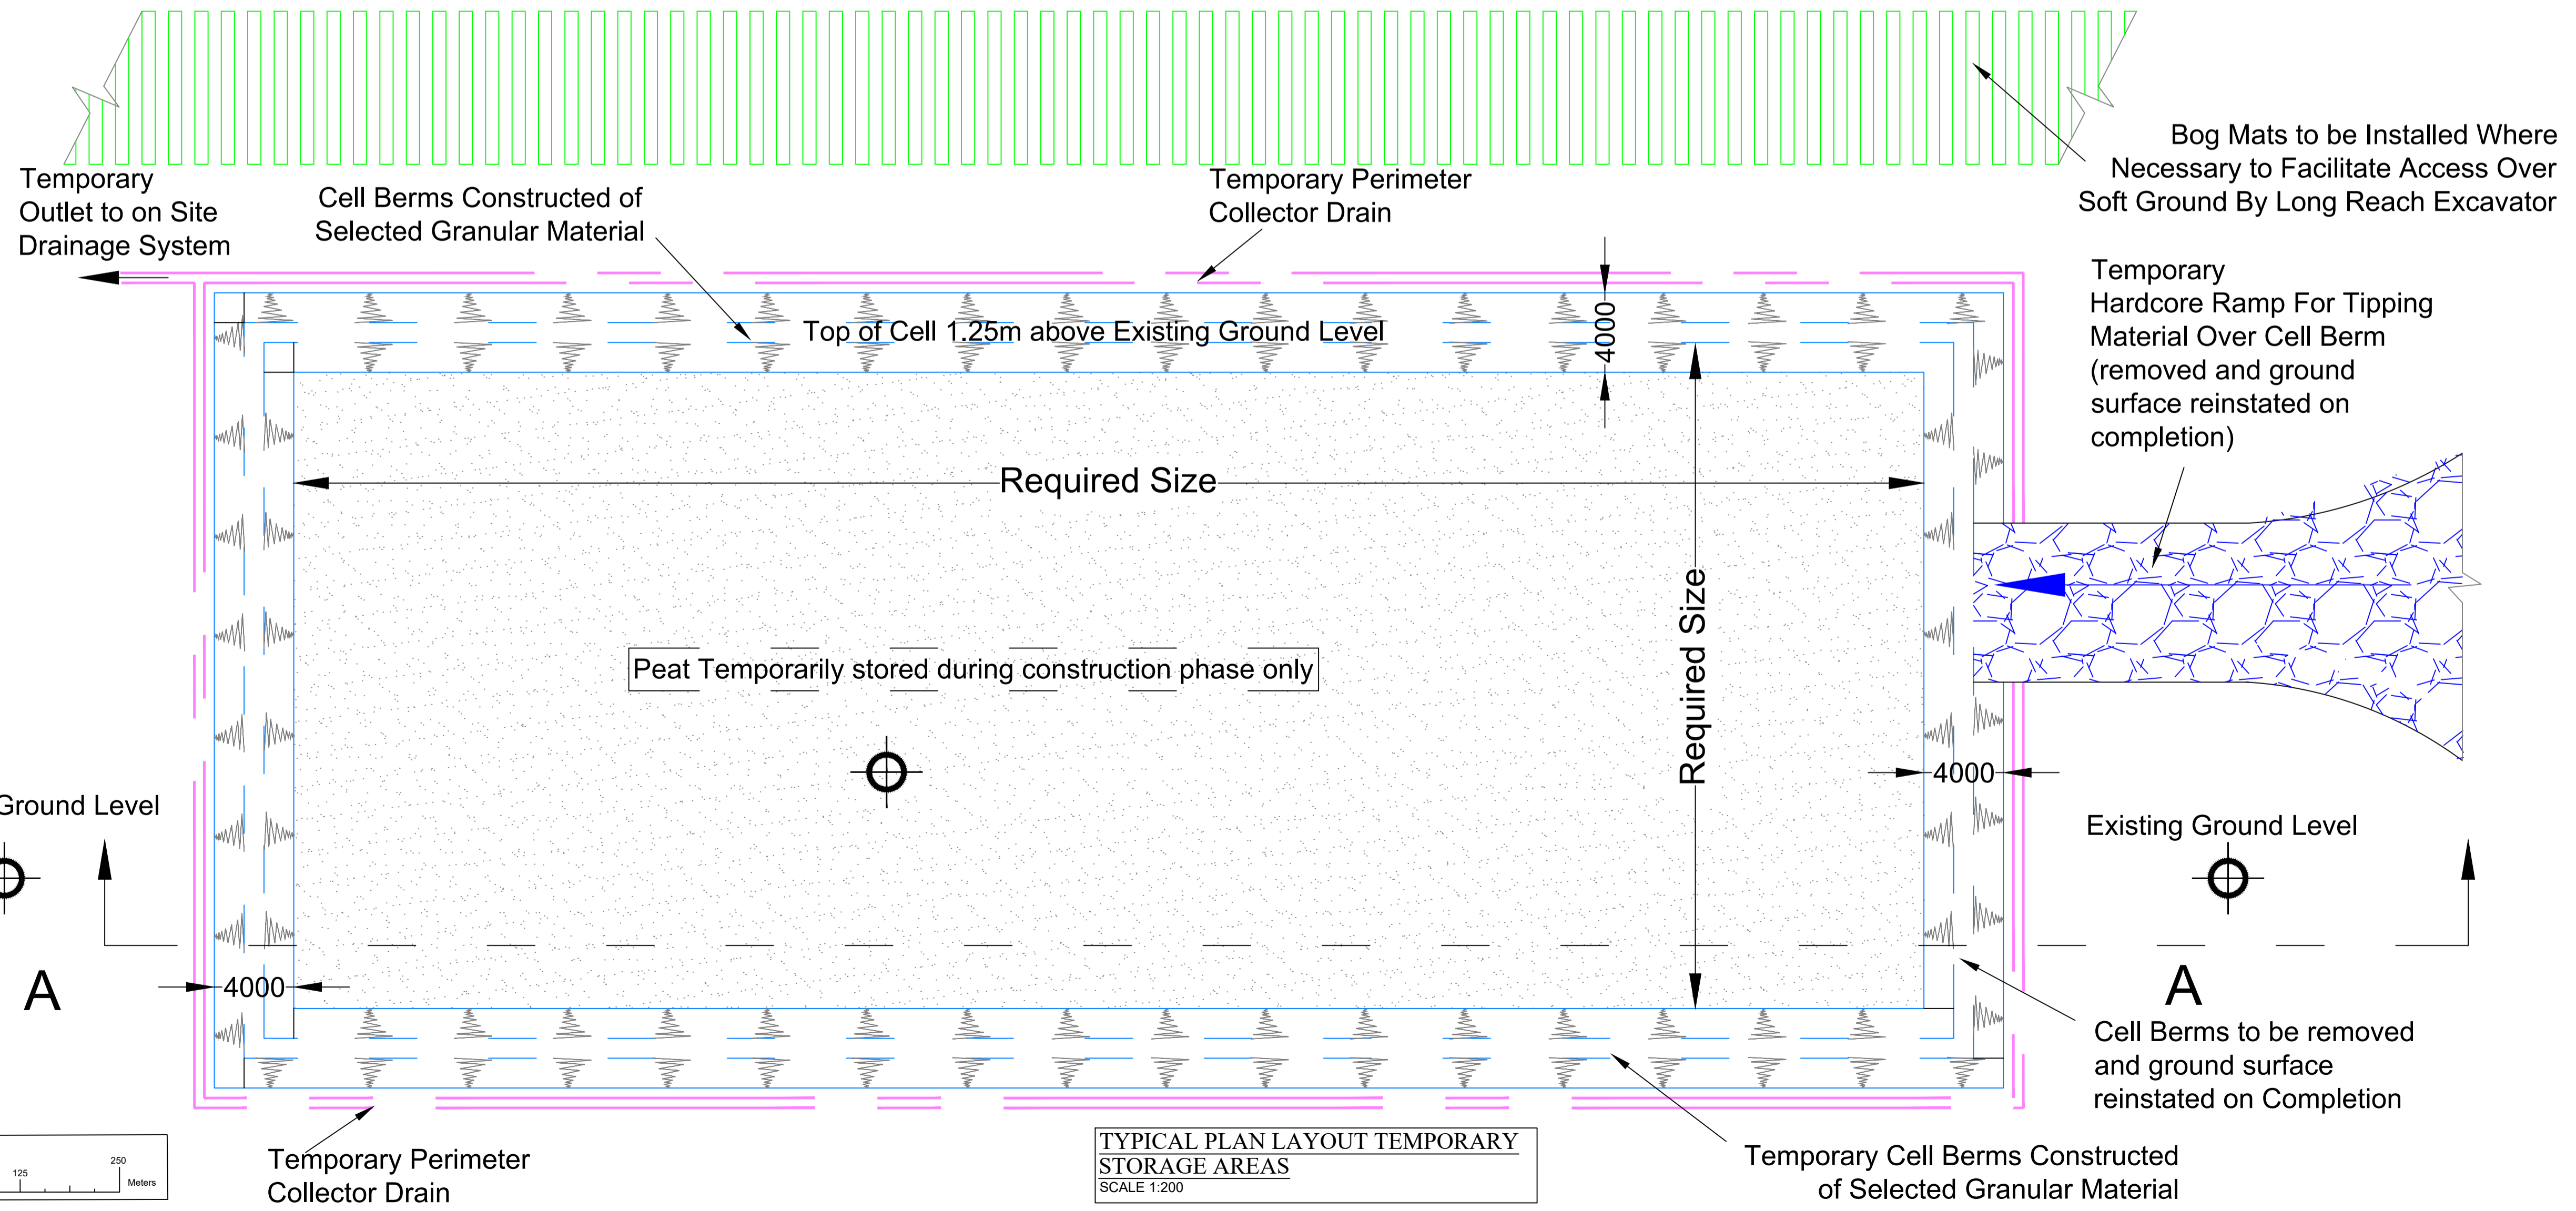 Bog Mats to be Installed Where
Necessary to Facilitate Access Over
Soft Ground By Long Reach Excavator
Temporary
Outlet to on Site
Drainage System
Cell Berms Constructed of
Selected Granular Material
Temporary Perimeter
Collector Drain
Temporary
Hardcore Ramp For Tipping
Material Over Cell Berm
(removed and ground
surface reinstated on
completion)
Top of Cell 1.25m above Existing Ground Level
4000
Required Size
Required Size
Peat Temporarily stored during construction phase only
4000
Ground Level
Existing Ground Level
4000
A
A
Cell Berms to be removed
and ground surface
reinstated on Completion
125
250
Meters
Temporary Perimeter
Collector Drain
TYPICAL PLAN LAYOUT TEMPORARY
STORAGE AREAS
SCALE 1:200
Temporary Cell Berms Constructed
of Selected Granular Material